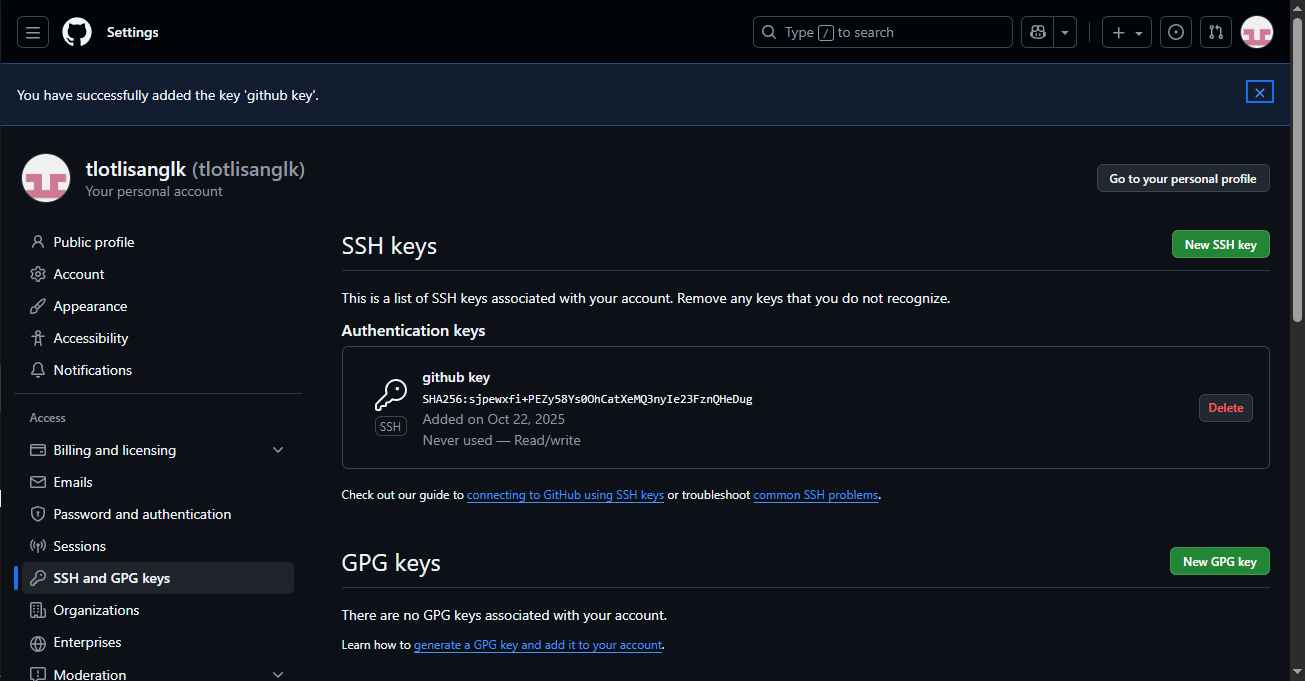 Settings
Type / to search
You have successfully added the key 'github key'.
tlotlisanglk (tlotlisanglk)
Your personal account
Go to your personal profile
Public profile
Account
Appearance
Accessibility
Notifications
Access
Billing and licensing
Emails
Password and authentication
Sessions
SSH and GPG keys
Organizations
Enterprises
Moderation
SSH keys
New SSH key
This is a list of SSH keys associated with your account. Remove any keys that you do not recognize.
Authentication keys
github key
SHA256:sjpewxfi+PEZy58Ys0OhCatXeMQ3nyIe23FznQHeDug
SSH
Added on Oct 22, 2025
Never used — Read/write
Delete
Check out our guide to connecting to GitHub using SSH keys or troubleshoot common SSH problems.
GPG keys
New GPG key
There are no GPG keys associated with your account.
Learn how to generate a GPG key and add it to your account.